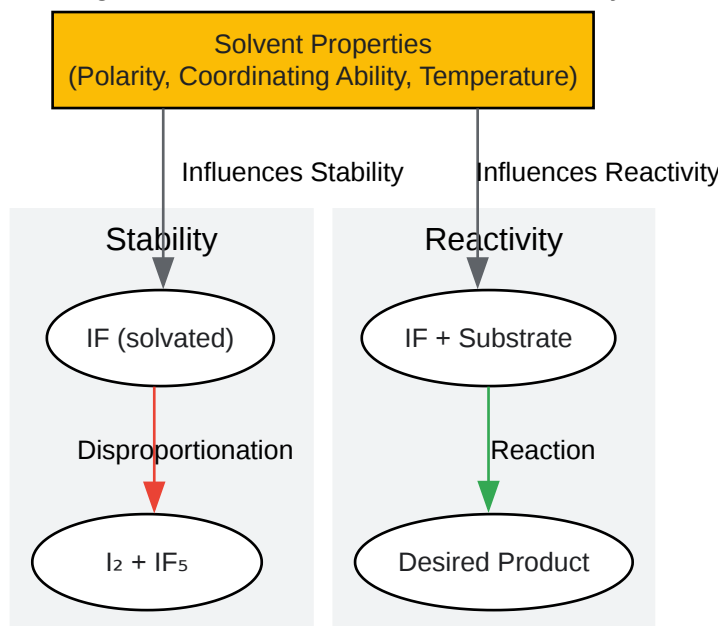 Solvent Properties
(Polarity, Coordinating Ability, Temperature)
Influences Stability
Influences Reactivity
Stability
Reactivity
IF (solvated)
IF + Substrate
Disproportionation
Reaction
I₂ + IF₅
Desired Product